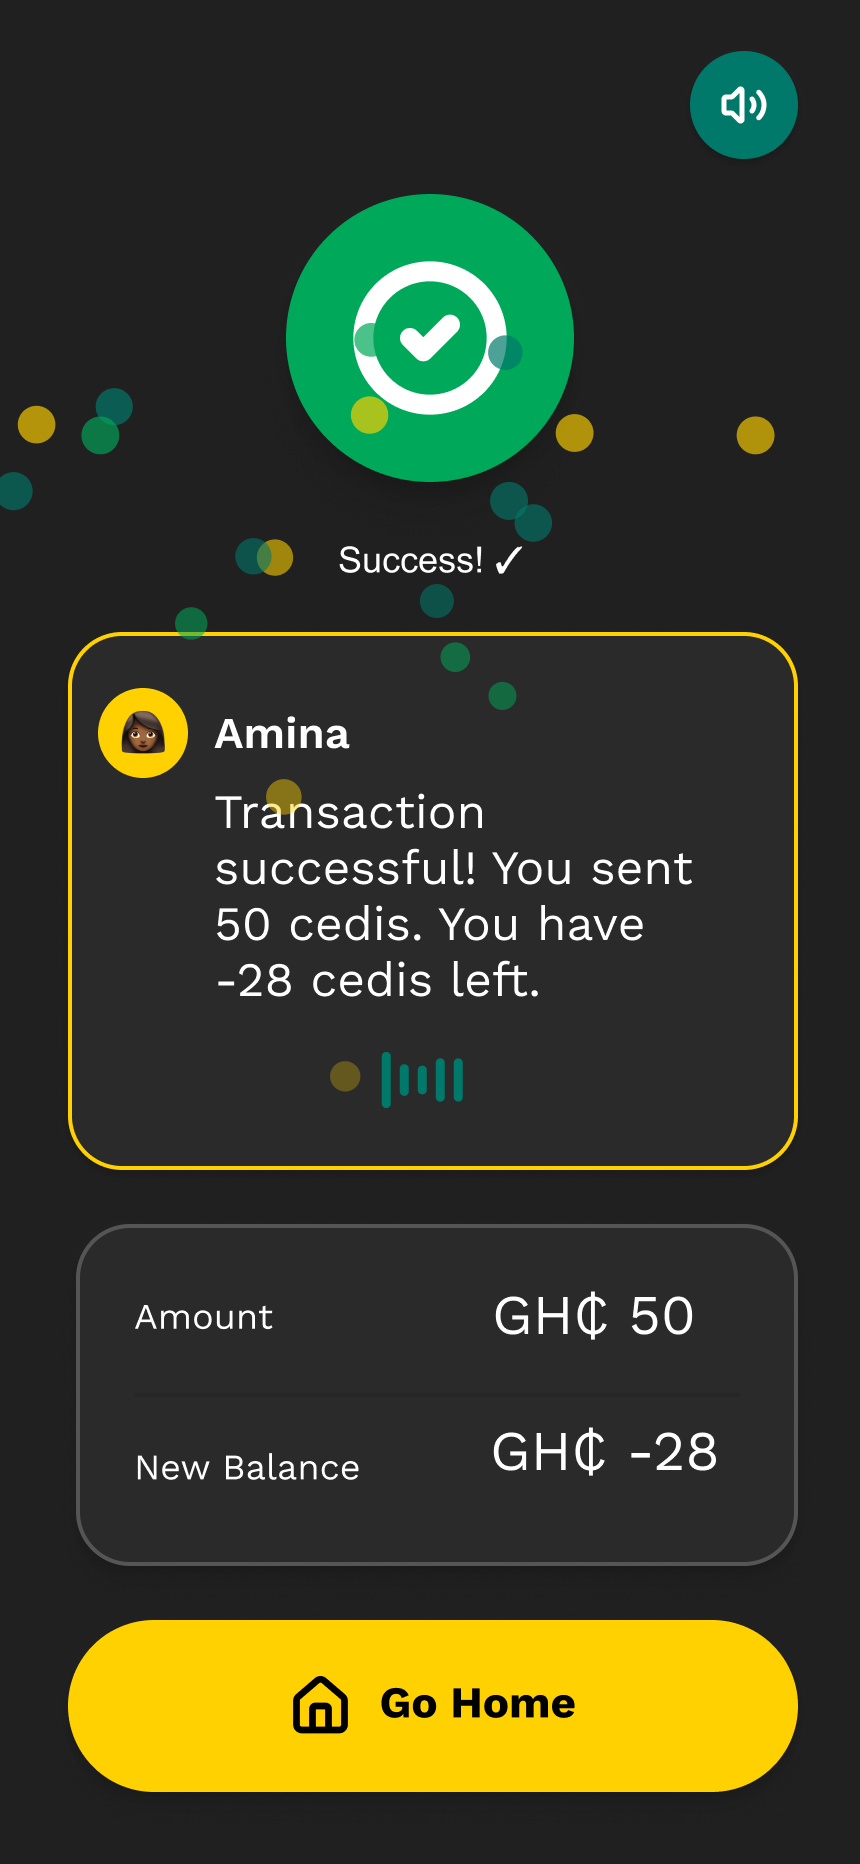 Success! ✓
Amina
Transaction
successful! You sent
50 cedis. You have
-28 cedis left.
Amount
GH₵ 50
New Balance
GH₵ -28
Go Home